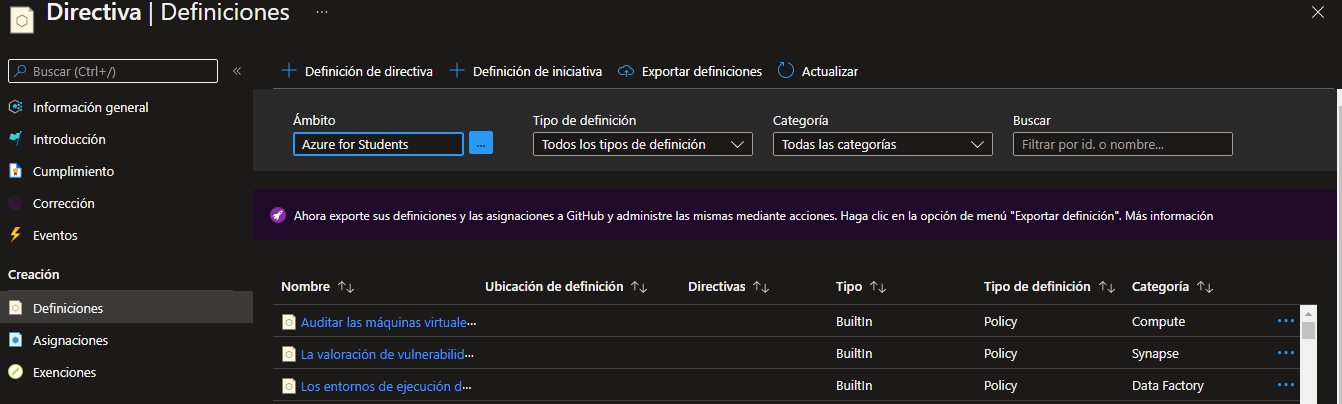 Directiva | Definiciones ...
Buscar (Ctrl+/)
Información general
Introducción
Cumplimiento
Corrección
Eventos
Creación
Definiciones
Asignaciones
Exenciones
Definición de directiva Definición de iniciativa Exportar definiciones Actualizar
Ámbito Tipo de definición Categoría Buscar
Azure for Students ... Todos los tipos de definición Todas las categorías Filtrar por id. o nombre...
Ahora exporte sus definiciones y las asignaciones a GitHub y administre las mismas mediante acciones. Haga clic en la opción de menú "Exportar definición". Más información
Nombre Ubicación de definición Directivas Tipo Tipo de definición Categoría
Auditar las máquinas virtuale... BuiltIn Policy Compute ...
La valoración de vulnerabilid... BuiltIn Policy Synapse ...
Los entornos de ejecución d... BuiltIn Policy Data Factory ...